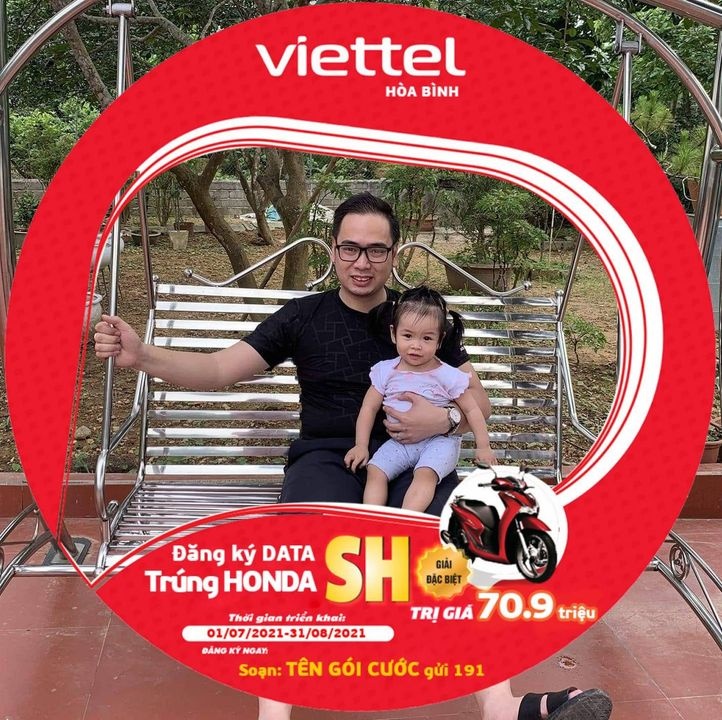 viettel
HÒA BÌNH
Đăng ký DATA
Trúng HONDA SH
GIẢI
ĐẶC BIỆT
TRỊ GIÁ 70.9 triệu
Thời gian triển khai:
01/07/2021-31/08/2021
ĐĂNG KÝ NGAY:
Soạn: TÊN GÓI CƯỚC gửi 191